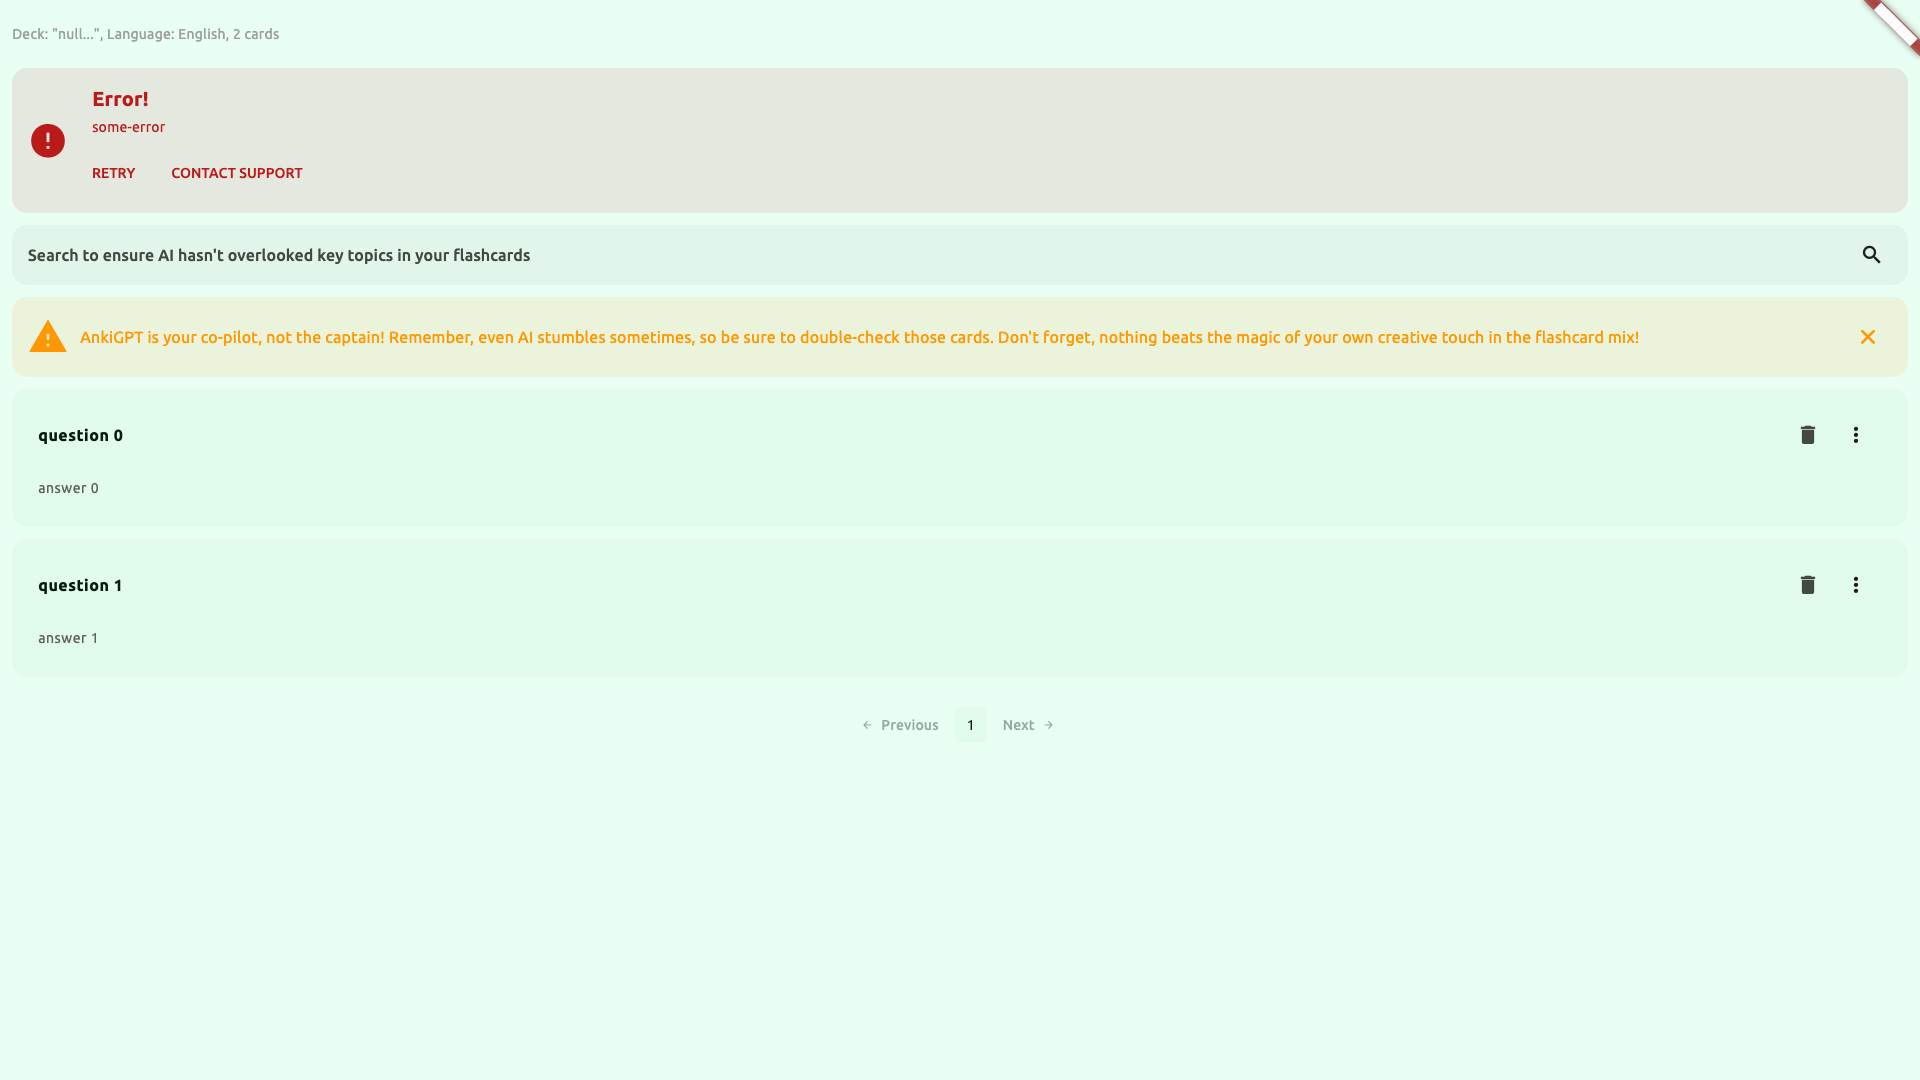 Deck: "null...", Language: English, 2 cards
Error!
some-error
RETRY CONTACT SUPPORT
Search to ensure AI hasn't overlooked key topics in your flashcards
AnkiGPT is your co-pilot, not the captain! Remember, even AI stumbles sometimes, so be sure to double-check those cards. Don't forget, nothing beats the magic of your own creative touch in the flashcard mix!
question 0
answer 0
question 1
answer 1
← Previous 1 Next →